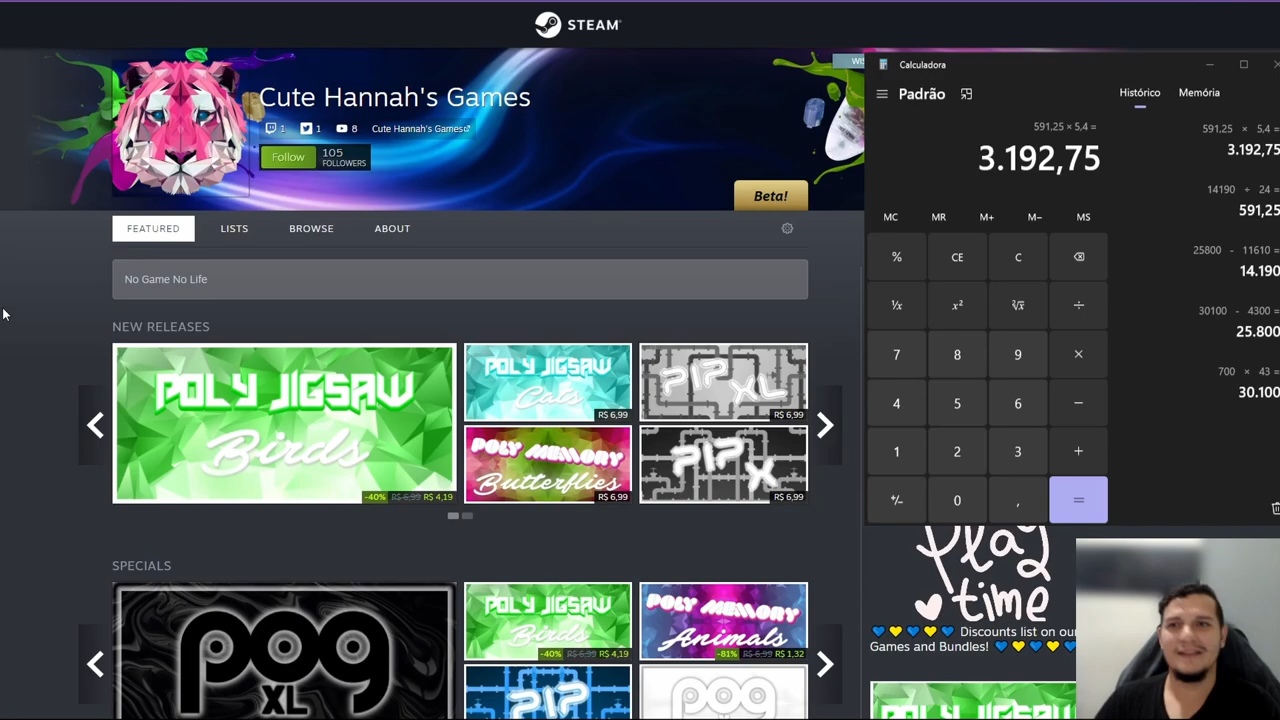 STEAM®
Cute Hannah's Games
1
1
8
Cute Hannah's Games
Follow
105
FOLLOWERS
Beta!
FEATURED
LISTS
BROWSE
ABOUT
No Game No Life
NEW RELEASES
POLY JIGSAW
Birds
-40% R$ 6,99 R$ 4,19
POLY JIGSAW
Cats
R$ 6,99
PIP XL
R$ 6,99
POLY MEMORY
Butterflies
R$ 6,99
PIP X
R$ 6,99
SPECIALS
pog
XL
POLY JIGSAW
Birds
-40% R$ 6,99 R$ 4,19
POLY MEMORY
Animals
-81% R$ 6,99 R$ 1,32
PIP
pog
Calculadora
Padrão
Histórico
Memória
591,25 × 5,4 =
3.192,75
MC
MR
M+
M−
MS
%
CE
C
⌫
¹/x
x²
²√x
÷
7
8
9
×
4
5
6
−
1
2
3
+
+/−
0
,
=
591,25 × 5,4 =
3.192,75
14190 ÷ 24 =
591,25
25800 - 11610 =
14.190
30100 - 4300 =
25.800
700 × 43 =
30.100
play
time
💙💛💙💛💙 Discounts list on our
Games and Bundles! 💙💛💙💛
POLY JIGSAW